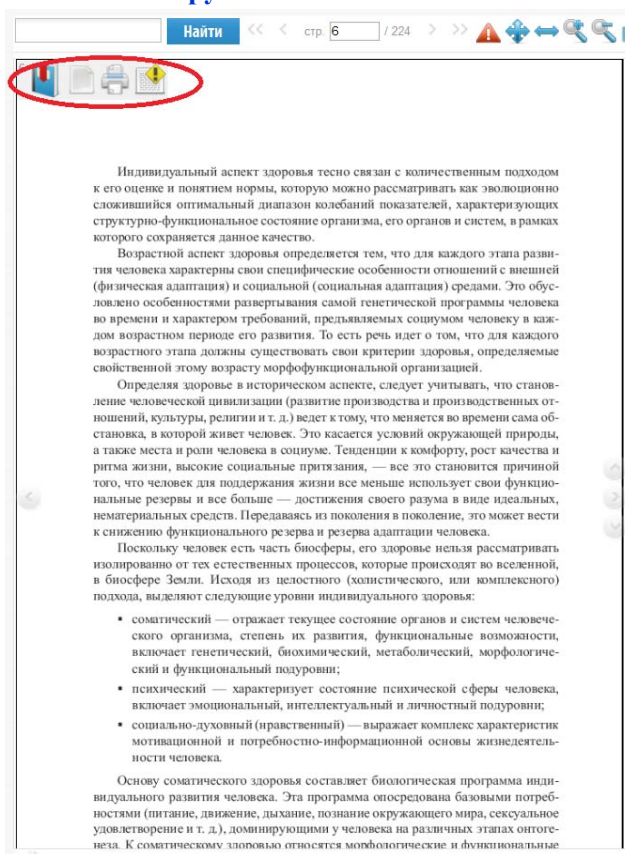 Найти << < стр. 6 / 224 > >>
Индивидуальный аспект здоровья тесно связан с количественным подходом
к его оценке и понятием нормы, которую можно рассматривать как эволюционно
сложившийся оптимальный диапазон колебаний показателей, характеризующих
структурно-функциональное состояние организма, его органов и систем, в рамках
которого сохраняется данное качество.
Возрастной аспект здоровья определяется тем, что для каждого этапа разви-
тия человека характерны свои специфические особенности отношений с внешней
(физическая адаптация) и социальной (социальная адаптация) средами. Это обус-
ловлено особенностями развертывания самой генетической программы человека
во времени и характером требований, предъявляемых социумом человеку в каж-
дом возрастном периоде его развития. То есть речь идет о том, что для каждого
возрастного этапа должны существовать свои критерии здоровья, определяемые
свойственной этому возрасту морфофункциональной организацией.
Определяя здоровье в историческом аспекте, следует учитывать, что станов-
ление человеческой цивилизации (развитие производства и производственных от-
ношений, культуры, религии и т. д.) ведет к тому, что меняется во времени сама об-
становка, в которой живет человек. Это касается условий окружающей природы,
а также места и роли человека в социуме. Тенденции к комфорту, рост качества и
ритма жизни, высокие социальные притязания, — все это становится причиной
того, что человек для поддержания жизни все меньше использует свои функцио-
нальные резервы и все больше — достижения своего разума в виде идеальных,
нематериальных средств. Передаваясь из поколения в поколение, это может вести
к снижению функционального резерва и резерва адаптации человека.
Поскольку человек есть часть биосферы, его здоровье нельзя рассматривать
изолированно от тех естественных процессов, которые происходят во вселенной,
в биосфере Земли. Исходя из целостного (холистического, или комплексного)
подхода, выделяют следующие уровни индивидуального здоровья:
• соматический — отражает текущее состояние органов и систем человече-
ского организма, степень их развития, функциональные возможности,
включает генетический, биохимический, метаболический, морфологиче-
ский и функциональный подуровни;
• психический — характеризует состояние психической сферы человека,
включает эмоциональный, интеллектуальный и личностный подуровни;
• социально-духовный (нравственный) — выражает комплекс характеристик
мотивационной и потребностно-информационной основы жизнедеятель-
ности человека.
Основу соматического здоровья составляет биологическая программа инди-
видуального развития человека. Эта программа опосредована базовыми потреб-
ностями (питание, движение, дыхание, познание окружающего мира, сексуальное
удовлетворение и т. д.), доминирующими у человека на различных этапах онтоге-
неза. К соматическому здоровью относятся морфологические и функциональные